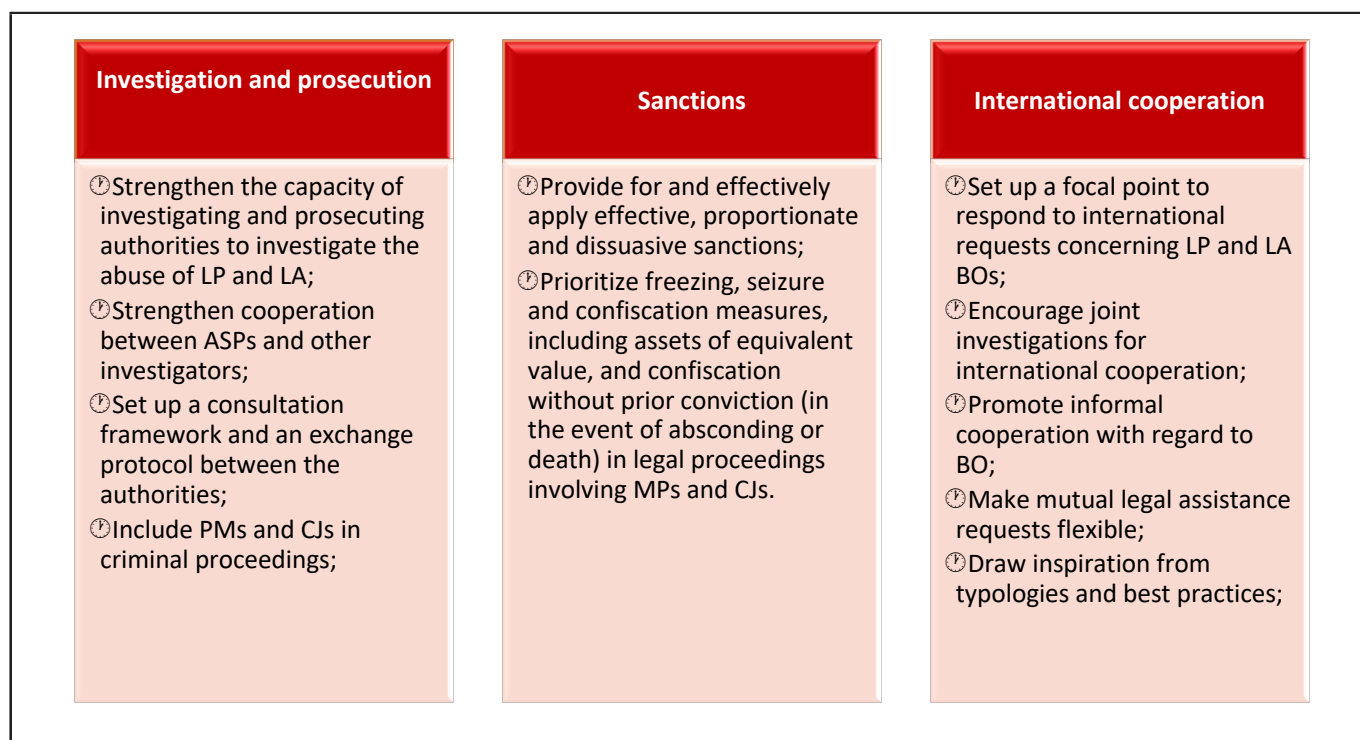 Investigation and prosecution
🕐Strengthen the capacity of
investigating and prosecuting
authorities to investigate the
abuse of LP and LA;
🕐Strengthen cooperation
between ASPs and other
investigators;
🕐Set up a consultation
framework and an exchange
protocol between the
authorities;
🕐Include PMs and CJs in
criminal proceedings;
Sanctions
🕐Provide for and effectively
apply effective, proportionate
and dissuasive sanctions;
🕐Prioritize freezing, seizure
and confiscation measures,
including assets of equivalent
value, and confiscation
without prior conviction (in
the event of absconding or
death) in legal proceedings
involving MPs and CJs.
International cooperation
🕐Set up a focal point to
respond to international
requests concerning LP and LA
BOs;
🕐Encourage joint
investigations for
international cooperation;
🕐Promote informal
cooperation with regard to
BO;
🕐Make mutual legal assistance
requests flexible;
🕐Draw inspiration from
typologies and best practices;